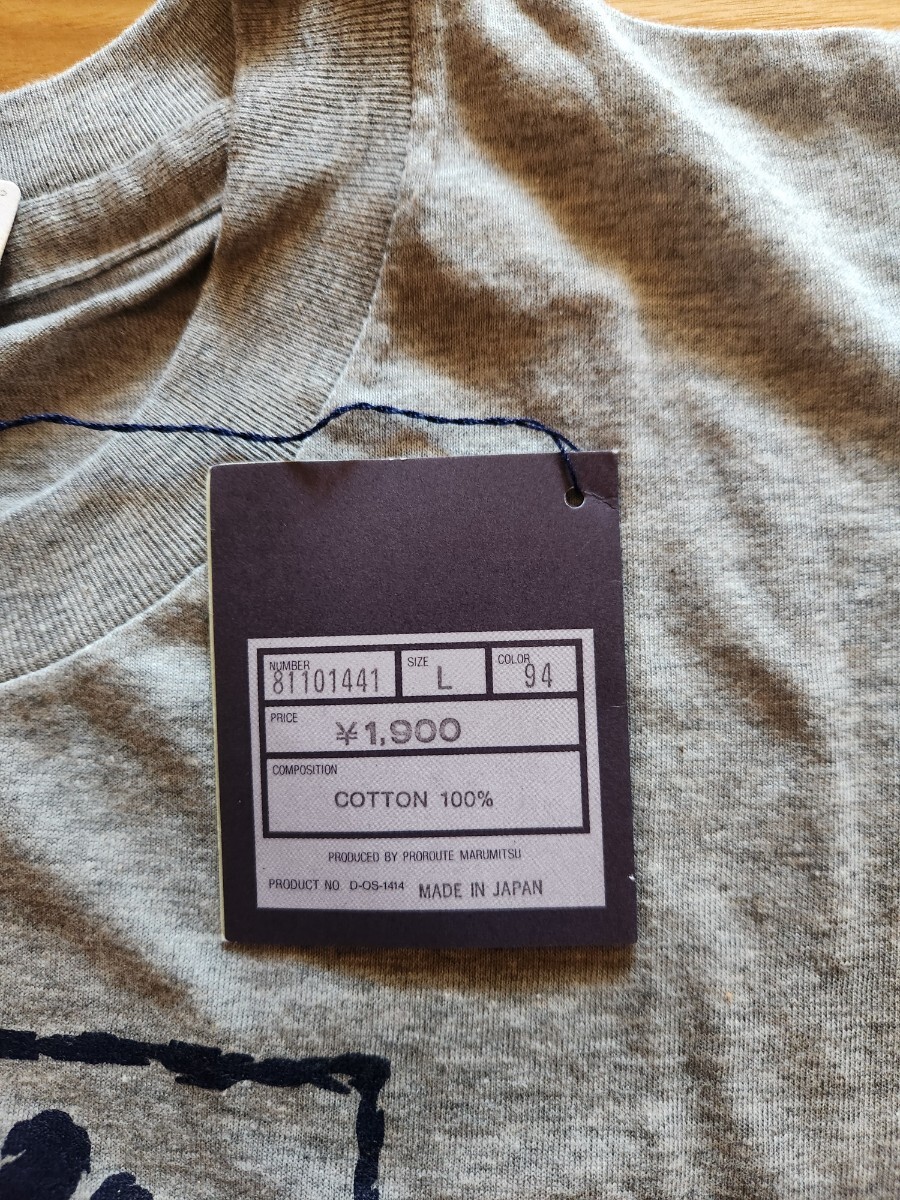 NUMBER 81101441 SIZE L COLOR 94
PRICE ¥1,900
COMPOSITION
COTTON 100%
PRODUCED BY PROROUTE MARUMITSU
PRODUCT NO. D-OS-1414 MADE IN JAPAN